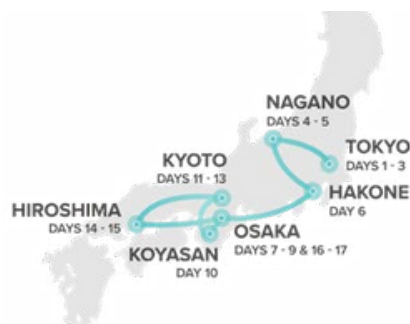 NAGANO
DAYS 4 - 5
TOKYO
DAYS 1 - 3
KYOTO
DAYS 11 - 13
HAKONE
DAY 6
HIROSHIMA
DAYS 14 - 15
OSAKA
DAYS 7 - 9 & 16 - 17
KOYASAN
DAY 10